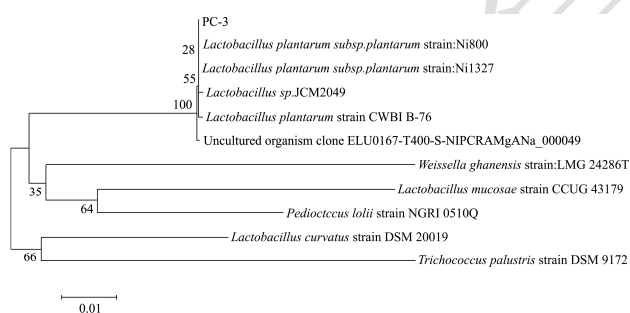 PC-3
28
Lactobacillus plantarum subsp.plantarum strain:Ni800
Lactobacillus plantarum subsp.plantarum strain:Ni1327
55
Lactobacillus sp.JCM2049
100
Lactobacillus plantarum strain CWBI B-76
Uncultured organism clone ELU0167-T400-S-NIPCRAMgANa_000049
Weissella ghanensis strain:LMG 24286T
35
Lactobacillus mucosae strain CCUG 43179
64
Pedioctccus lolii strain NGRI 0510Q
Lactobacillus curvatus strain DSM 20019
66
Trichococcus palustris strain DSM 9172
0.01